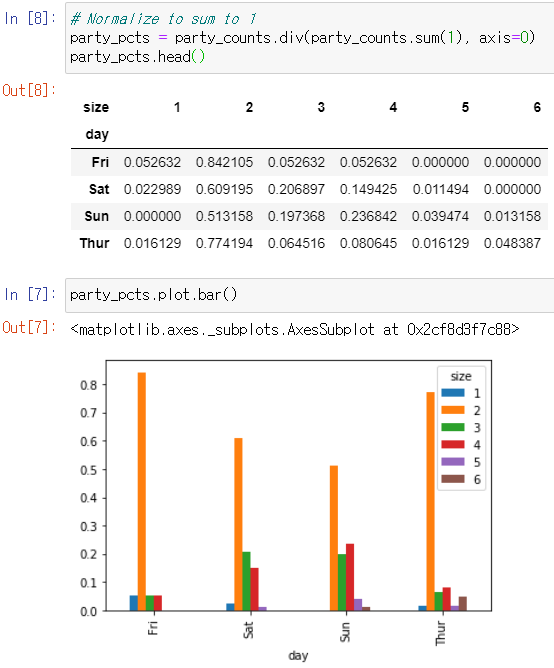 In [8]:
# Normalize to sum to 1
party_pcts = party_counts.div(party_counts.sum(1), axis=0)
party_pcts.head()
Out[8]:
size 1 2 3 4 5 6
day
Fri 0.052632 0.842105 0.052632 0.052632 0.000000 0.000000
Sat 0.022989 0.609195 0.206897 0.149425 0.011494 0.000000
Sun 0.000000 0.513158 0.197368 0.236842 0.039474 0.013158
Thur 0.016129 0.774194 0.064516 0.080645 0.016129 0.048387
In [7]:
party_pcts.plot.bar()
Out[7]:
<matplotlib.axes._subplots.AxesSubplot at 0x2cf8d3f7c88>
size
1
2
3
4
5
6
0.8
0.7
0.6
0.5
0.4
0.3
0.2
0.1
0.0
Fri
Sat
Sun
Thur
day